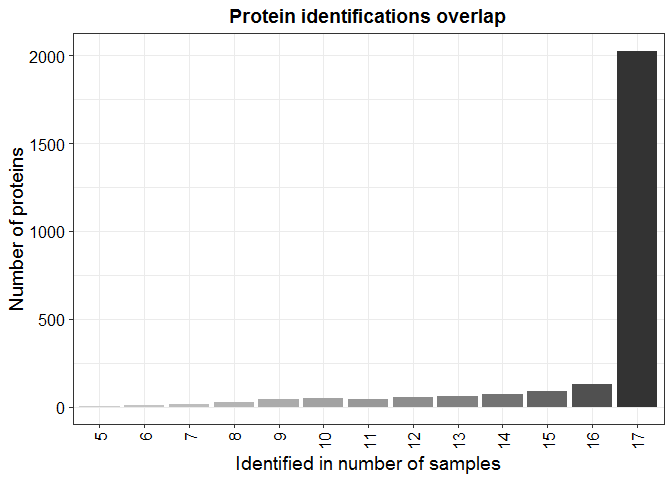 Protein identifications overlap
Number of proteins
2000
1500
1000
500
0
5 6 7 8 9 10 11 12 13 14 15 16 17
Identified in number of samples